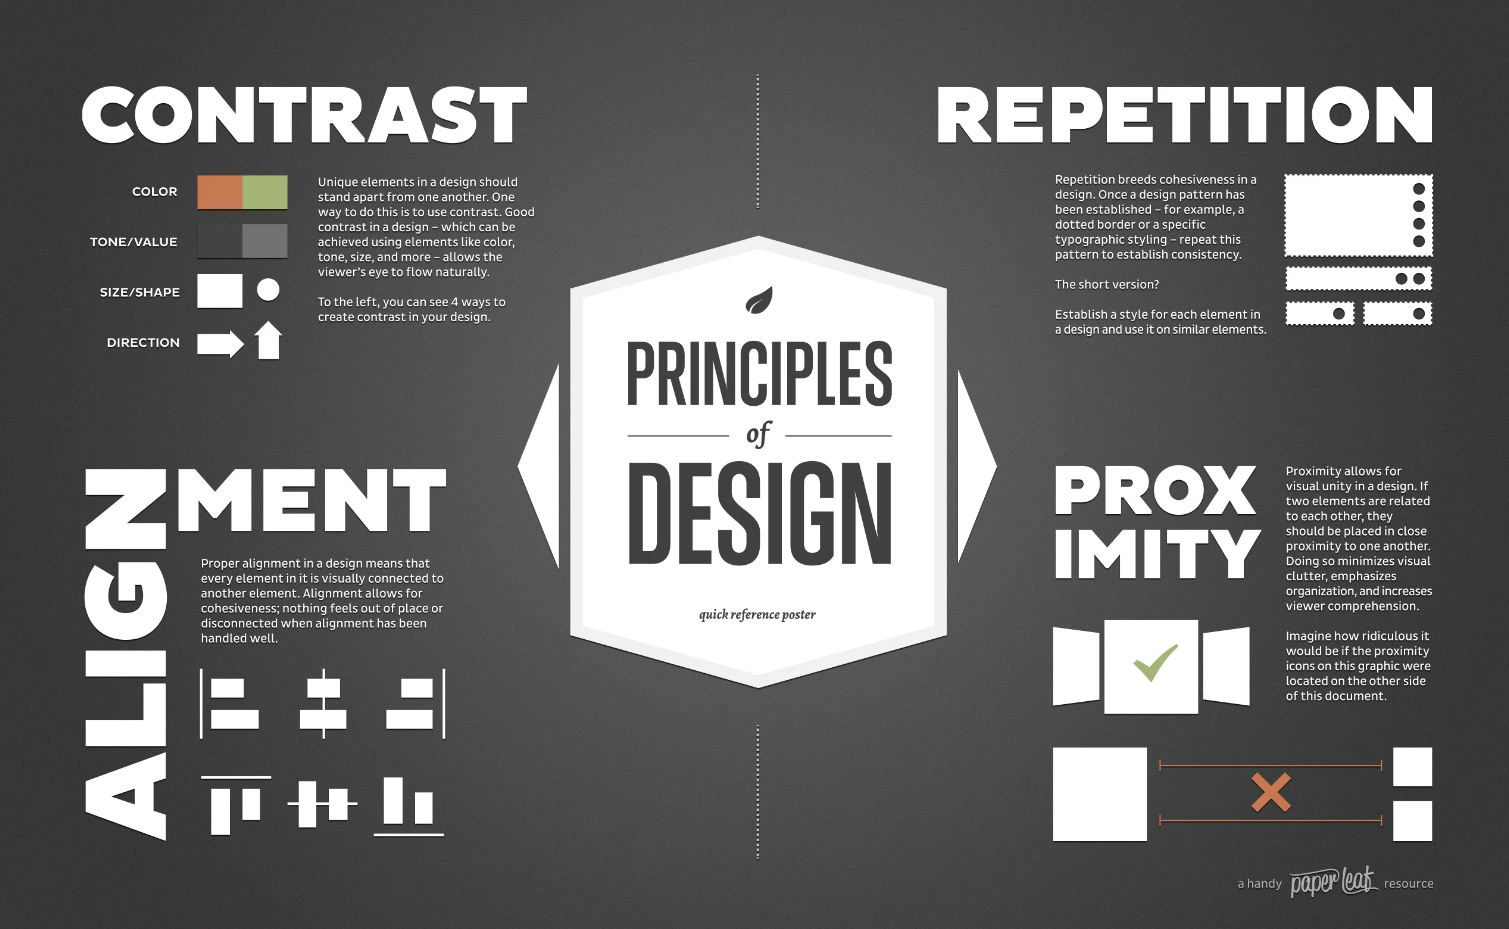 CONTRAST
COLOR
TONE/VALUE
SIZE/SHAPE
DIRECTION
Unique elements in a design should
stand apart from one another. One
way to do this is to use contrast. Good
contrast in a design – which can be
achieved using elements like color,
tone, size, and more – allows the
viewer's eye to flow naturally.
To the left, you can see 4 ways to
create contrast in your design.
REPETITION
Repetition breeds cohesiveness in a
design. Once a design pattern has
been established – for example, a
dotted border or a specific
typographic styling – repeat this
pattern to establish consistency.
The short version?
Establish a style for each element in
a design and use it on similar elements.
PRINCIPLES
of
DESIGN
quick reference poster
ALIGNMENT
Proper alignment in a design means that
every element in it is visually connected to
another element. Alignment allows for
cohesiveness; nothing feels out of place or
disconnected when alignment has been
handled well.
PROX
IMITY
Proximity allows for
visual unity in a design. If
two elements are related
to each other, they
should be placed in close
proximity to one another.
Doing so minimizes visual
clutter, emphasizes
organization, and increases
viewer comprehension.
Imagine how ridiculous it
would be if the proximity
icons on this graphic were
located on the other side
of this document.
a handy paper leaf resource